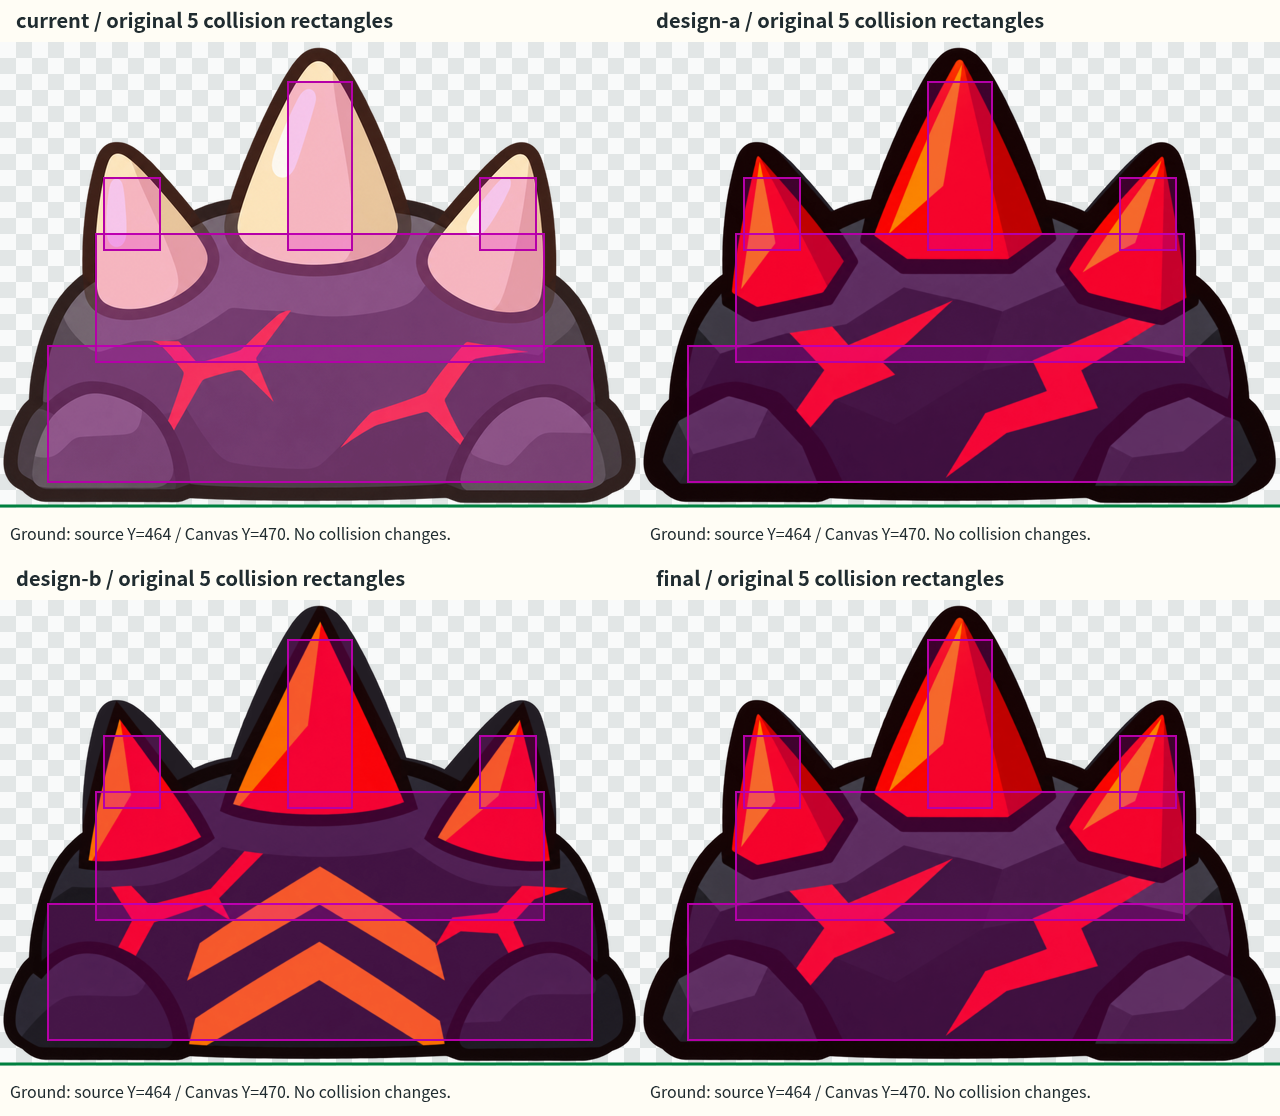 current / original 5 collision rectangles
design-a / original 5 collision rectangles
Ground: source Y=464 / Canvas Y=470. No collision changes.
Ground: source Y=464 / Canvas Y=470. No collision changes.
design-b / original 5 collision rectangles
final / original 5 collision rectangles
Ground: source Y=464 / Canvas Y=470. No collision changes.
Ground: source Y=464 / Canvas Y=470. No collision changes.